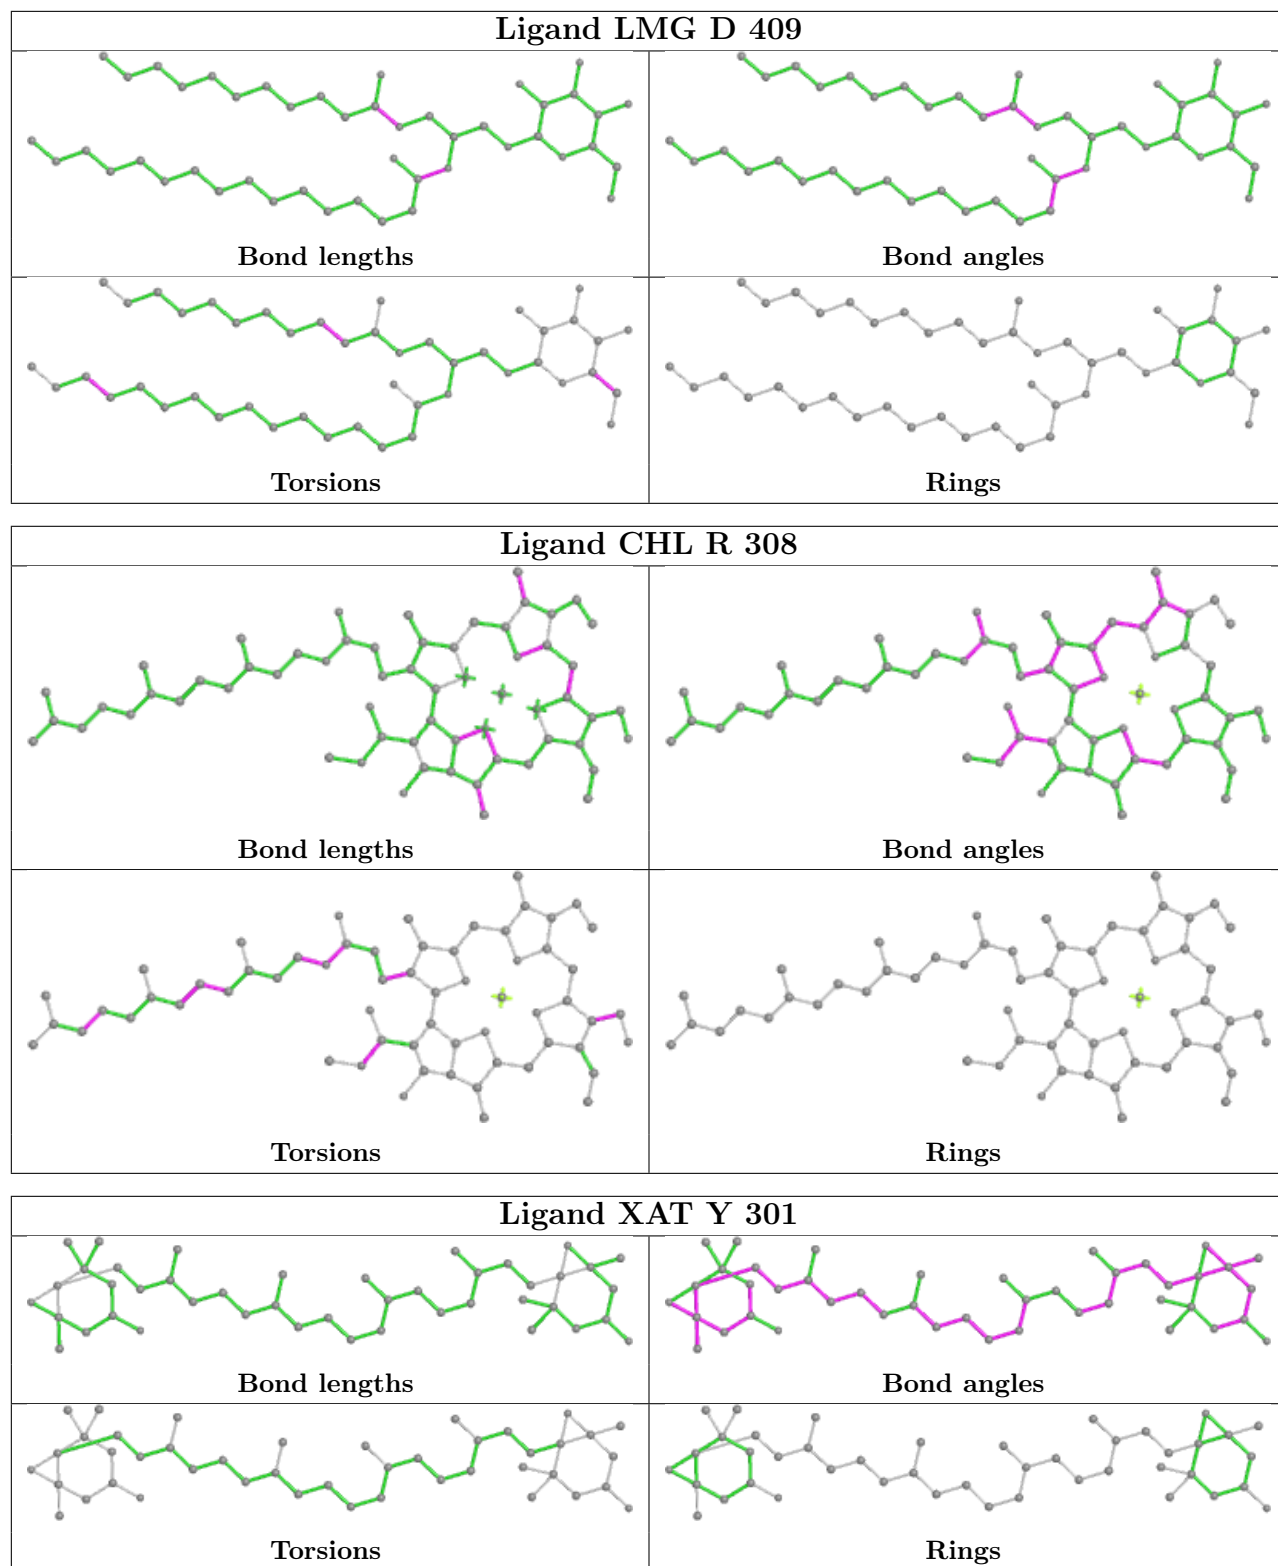 Ligand LMG D 409
Bond lengths
Bond angles
Torsions
Rings
Ligand CHL R 308
Bond lengths
Bond angles
Torsions
Rings
Ligand XAT Y 301
Bond lengths
Bond angles
Torsions
Rings